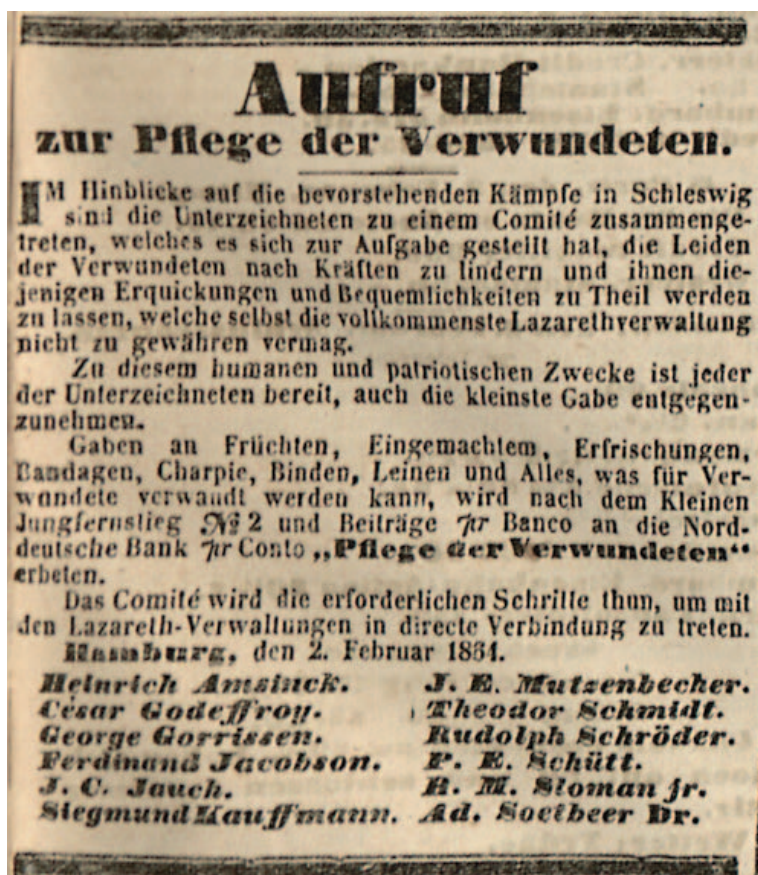 Aufruf
zur Pflege der Verwundeten.
IM Hinblicke auf die bevorstehenden Kämpfe in Schleswig
sind die Unterzeichneten zu einem Comité zusammenge-
treten, welches es sich zur Aufgabe gestellt hat, die Leiden
der Verwundeten nach Kräften zu lindern und ihnen die-
jenigen Erquickungen und Bequemlichkeiten zu Theil werden
zu lassen, welche selbst die vollkommenste Lazarethverwaltung
nicht zu gewähren vermag.
Zu diesem humanen und patriotischen Zwecke ist jeder
der Unterzeichneten bereit, auch die kleinste Gabe entgegen-
zunehmen.
Gaben an Früchten, Eingemachtem, Erfrischungen,
Bandagen, Charpie, Binden, Leinen und Alles, was für Ver-
wundete verwandt werden kann, wird nach dem Kleinen
Jungfernstieg № 2 und Beiträge pr Banco an die Nord-
deutsche Bank pr Conto „Pflege der Verwundeten“
erbeten.
Das Comité wird die erforderlichen Schritte thun, um mit
den Lazareth-Verwaltungen in directe Verbindung zu treten.
Hamburg, den 2. Februar 1864.
Heinrich Amsinck. J. E. Mutzenbecher.
César Godeffroy. Theodor Schmidt.
George Gorrissen. Rudolph Schröder.
Ferdinand Jacobson. P. E. Schütt.
J. C. Jauch. R. M. Sloman jr.
Siegmund Kauffmann. Ad. Soetbeer Dr.